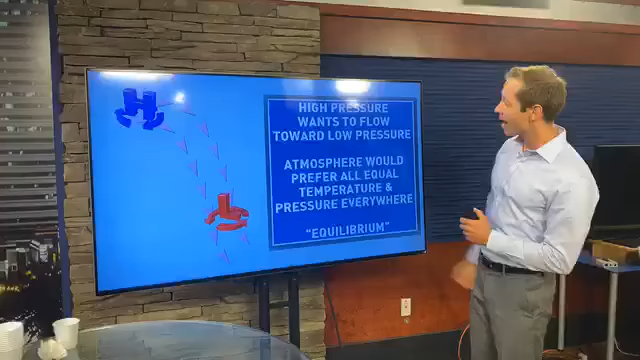 H
HIGH PRESSURE
WANTS TO FLOW
TOWARD LOW PRESSURE
ATMOSPHERE WOULD
PREFER ALL EQUAL
TEMPERATURE &
PRESSURE EVERYWHERE
"EQUILIBRIUM"
L